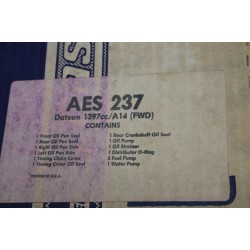 AES 237
Datsun 1397cc/A14 (FWD)
CONTAINS
1 Front Oil Pan Seal
1 Rear Oil Pan Seal
1 Right Oil Pan Side
1 Left Oil Pan Side
1 Timing Chain Cover
1 Timing Cover Oil Seal
1 Rear Crankshaft Oil Seal
1 Oil Pump
1 Oil Strainer
1 Distributor O-Ring
2 Fuel Pump
1 Water Pump
PRINTED IN U.S.A.